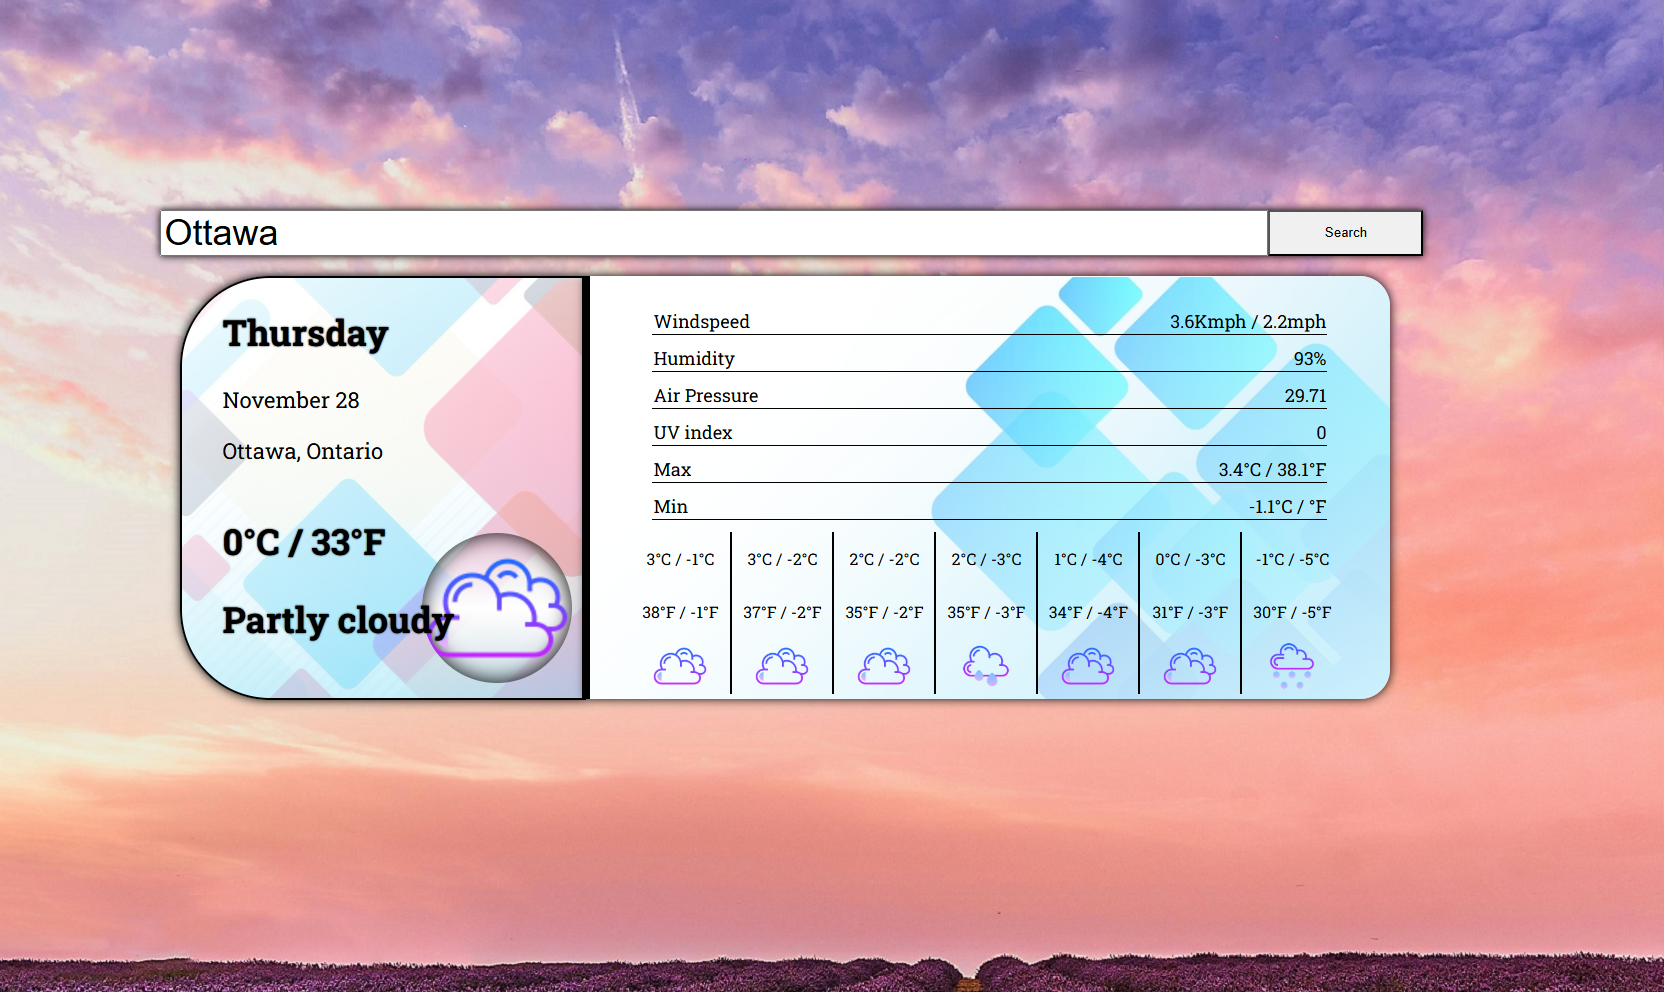 Ottawa
Search
Thursday
November 28
Ottawa, Ontario
0°C / 33°F
Partly cloudy
Windspeed 3.6Kmph / 2.2mph
Humidity 93%
Air Pressure 29.71
UV index 0
Max 3.4°C / 38.1°F
Min -1.1°C / °F
3°C / -1°C 3°C / -2°C 2°C / -2°C 2°C / -3°C 1°C / -4°C 0°C / -3°C -1°C / -5°C
38°F / -1°F 37°F / -2°F 35°F / -2°F 35°F / -3°F 34°F / -4°F 31°F / -3°F 30°F / -5°F